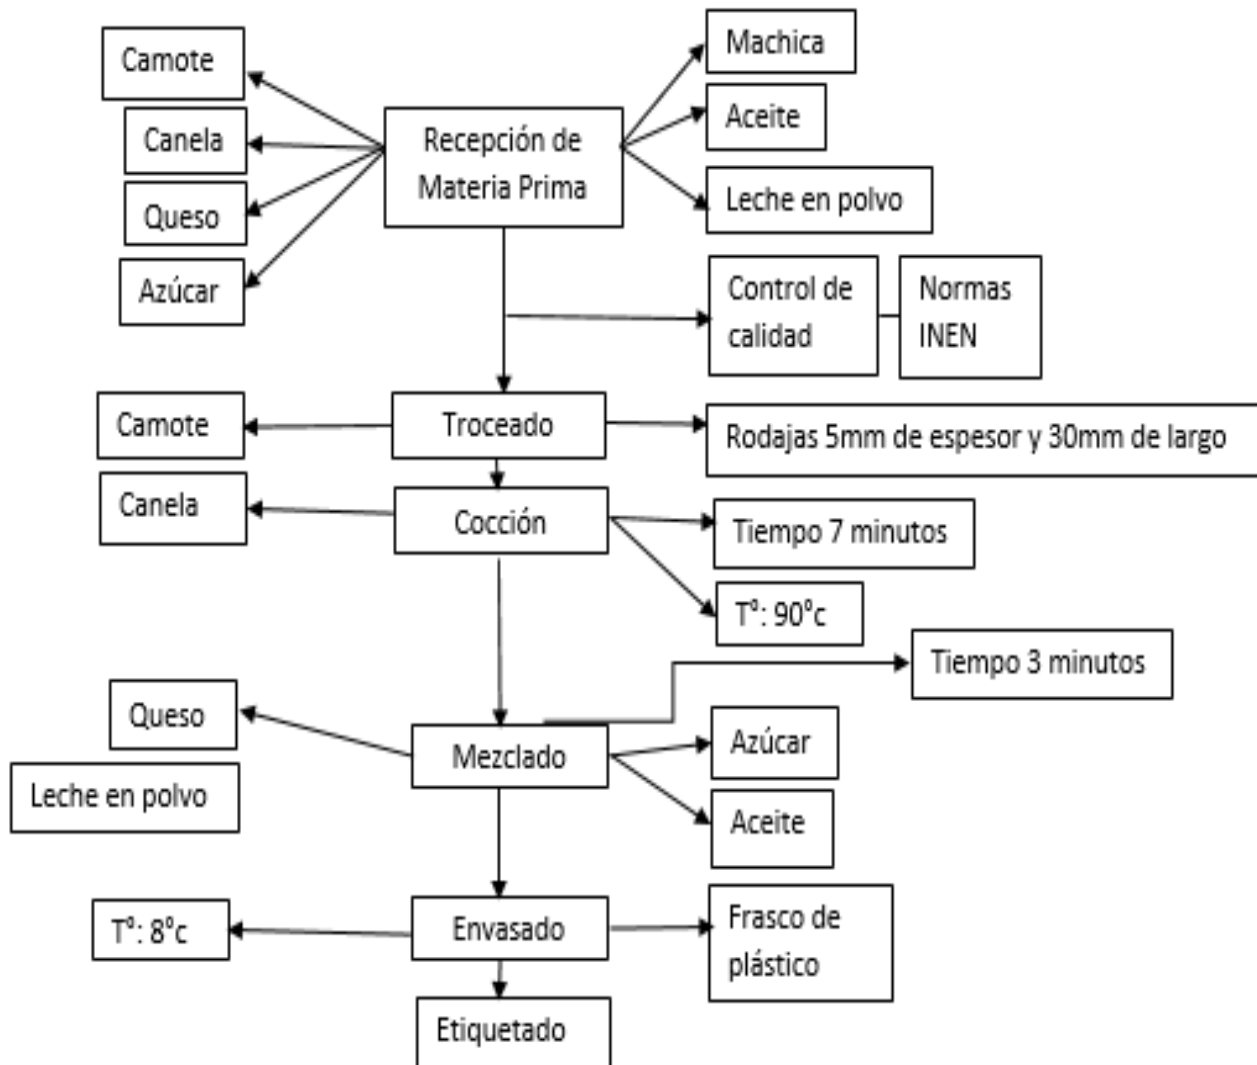 Camote
Canela
Queso
Azúcar
Recepción de
Materia Prima
Machica
Aceite
Leche en polvo
Control de
calidad
Normas
INEN
Camote
Troceado
Rodajas 5mm de espesor y 30mm de largo
Canela
Cocción
Tiempo 7 minutos
Tº: 90ºc
Tiempo 3 minutos
Queso
Leche en polvo
Mezclado
Azúcar
Aceite
Tº: 8ºc
Envasado
Frasco de
plástico
Etiquetado